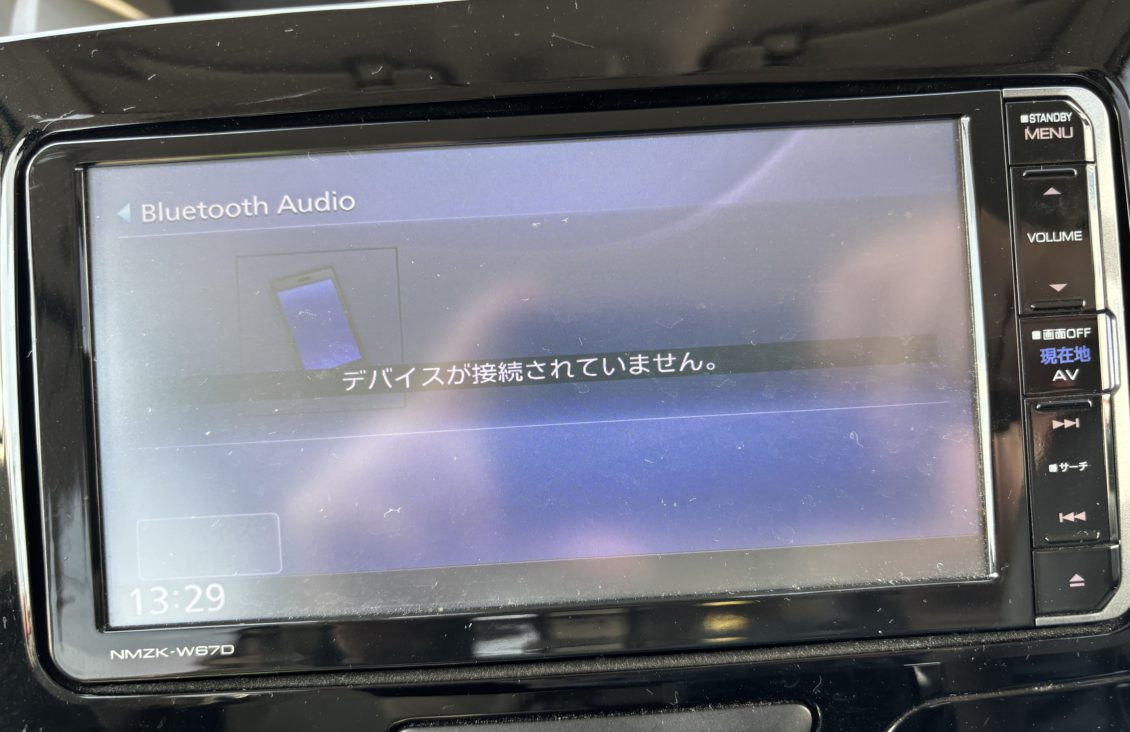 Bluetooth Audio
デバイスが接続されていません。
13:29
NMZK-W67D
STANDBY
MENU
VOLUME
画面OFF
現在地
AV
サーチ